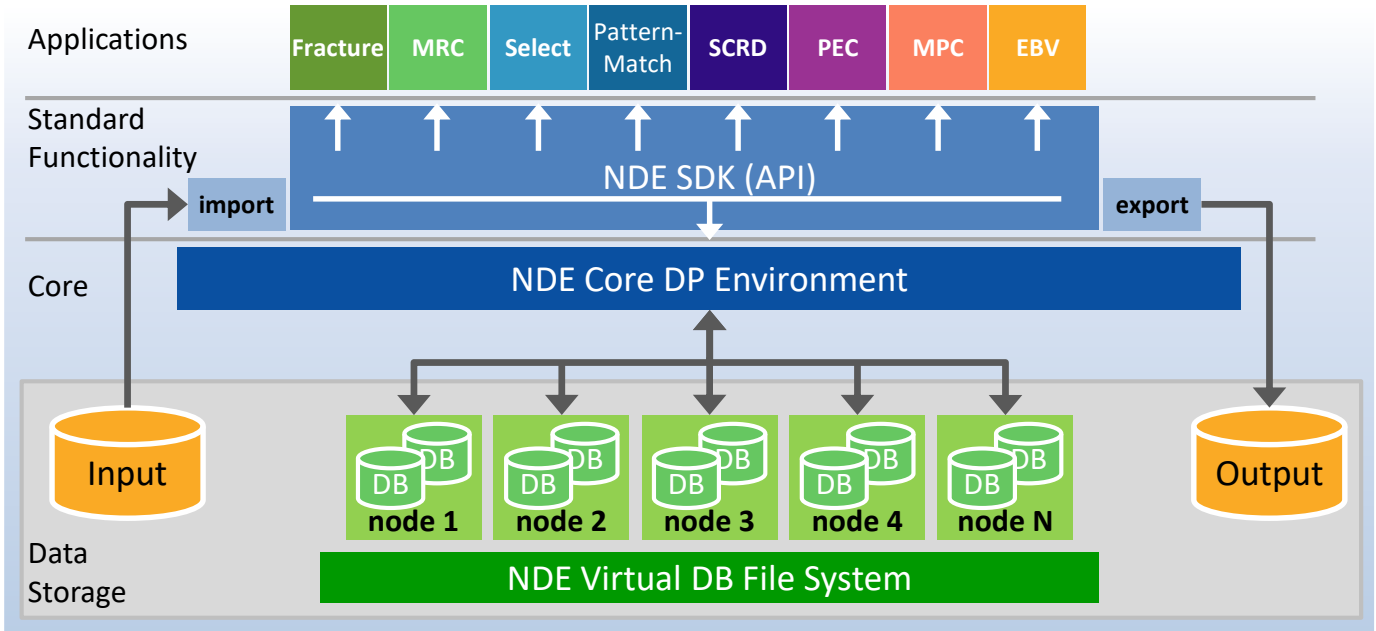 Applications
Fracture
MRC
Select
Pattern-
Match
SCRD
PEC
MPC
EBV
Standard
Functionality
NDE SDK (API)
import
export
Core
NDE Core DP Environment
Input
DB
DB
node 1
DB
DB
node 2
DB
DB
node 3
DB
DB
node 4
DB
DB
node N
Output
Data
Storage
NDE Virtual DB File System